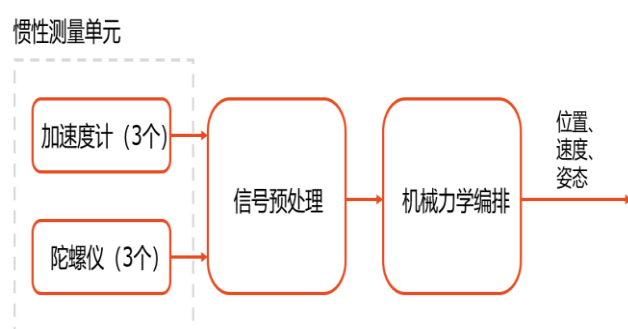 惯性测量单元
加速度计（3个）
陀螺仪（3个）
信号预处理
机械力学编排
位置、
速度、
姿态